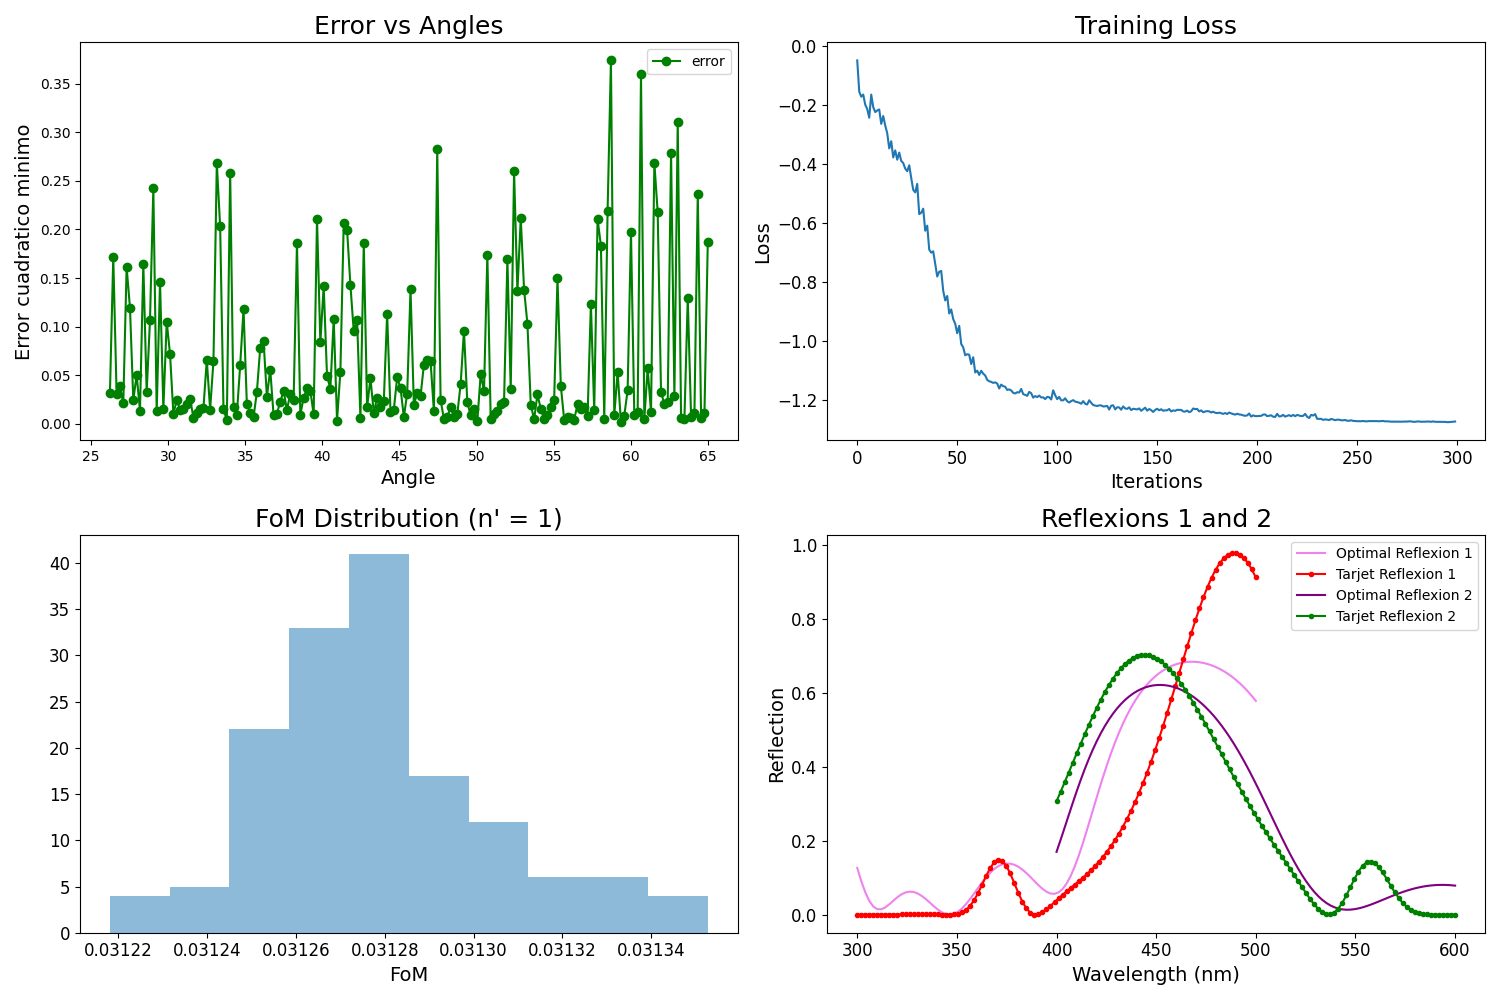 Error vs Angles
Error cuadratico minimo
0.35
0.30
0.25
0.20
0.15
0.10
0.05
0.00
error
25 30 35 40 45 50 55 60 65
Angle
Training Loss
Loss
0.0
−0.2
−0.4
−0.6
−0.8
−1.0
−1.2
0 50 100 150 200 250 300
Iterations
FoM Distribution (n' = 1)
40
35
30
25
20
15
10
5
0
0.03122 0.03124 0.03126 0.03128 0.03130 0.03132 0.03134
FoM
Reflexions 1 and 2
Reflection
1.0
0.8
0.6
0.4
0.2
0.0
Optimal Reflexion 1
Tarjet Reflexion 1
Optimal Reflexion 2
Tarjet Reflexion 2
300 350 400 450 500 550 600
Wavelength (nm)